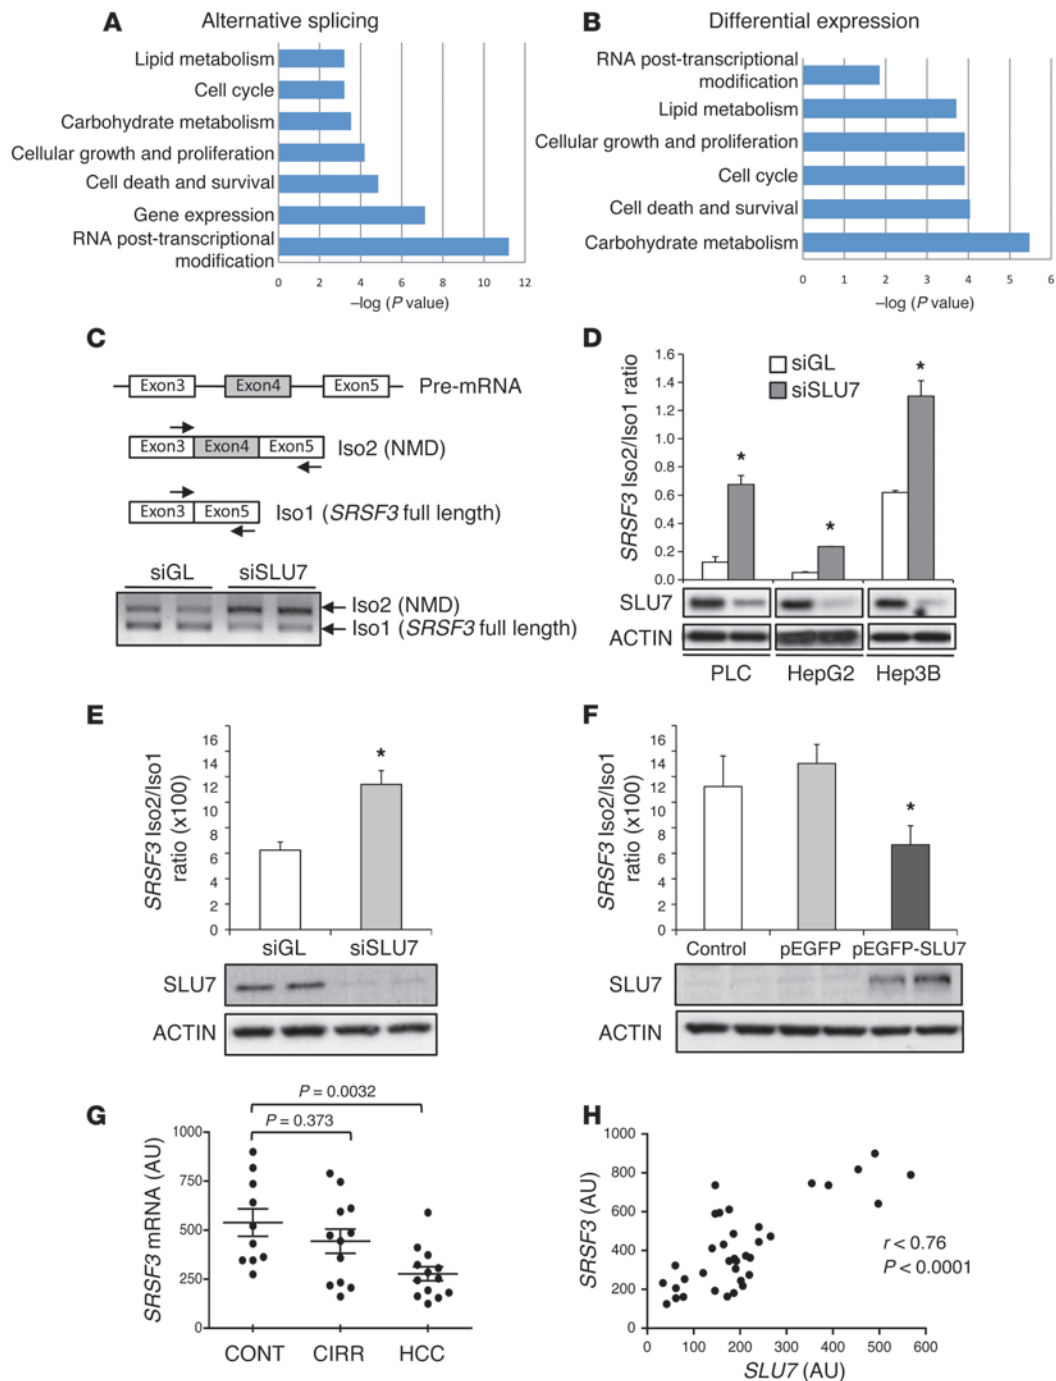 A Alternative splicing
Lipid metabolism
Cell cycle
Carbohydrate metabolism
Cellular growth and proliferation
Cell death and survival
Gene expression
RNA post-transcriptional
modification
0 2 4 6 8 10 12
–log (P value)
B Differential expression
RNA post-transcriptional
modification
Lipid metabolism
Cellular growth and proliferation
Cell cycle
Cell death and survival
Carbohydrate metabolism
0 1 2 3 4 5 6
–log (P value)
C
Exon3 Exon4 Exon5 Pre-mRNA
Exon3 Exon4 Exon5 Iso2 (NMD)
Exon3 Exon5 Iso1 (SRSF3 full length)
siGL siSLU7
Iso2 (NMD)
Iso1 (SRSF3 full length)
D
SRSF3 Iso2/Iso1 ratio
1.6
1.4
1.2
1.0
0.8
0.6
0.4
0.2
0.0
siGL
siSLU7
* * *
SLU7
ACTIN
PLC HepG2 Hep3B
E
SRSF3 Iso2/Iso1
ratio (x100)
16
14
12
10
8
6
4
2
0
*
siGL siSLU7
SLU7
ACTIN
F
SRSF3 Iso2/Iso1
ratio (x100)
16
14
12
10
8
6
4
2
0
*
Control pEGFP pEGFP-SLU7
SLU7
ACTIN
G
P = 0.0032
P = 0.373
SRSF3 mRNA (AU)
1000
750
500
250
0
CONT CIRR HCC
H
SRSF3 (AU)
1000
800
600
400
200
0
r < 0.76
P < 0.0001
0 100 200 300 400 500 600
SLU7 (AU)